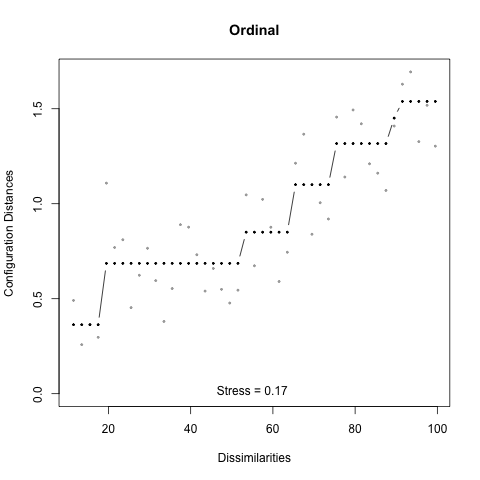 Ordinal
Configuration Distances
1.5
1.0
0.5
0.0
Stress = 0.17
20 40 60 80 100
Dissimilarities